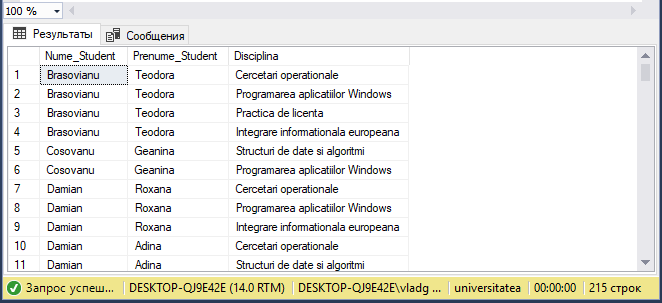 100 %
Результаты Сообщения
Nume_Student Prenume_Student Disciplina
1 Brasovianu Teodora Cercetari operationale
2 Brasovianu Teodora Programarea aplicatiilor Windows
3 Brasovianu Teodora Practica de licenta
4 Brasovianu Teodora Integrare informationala europeana
5 Cosovanu Geanina Structuri de date si algoritmi
6 Cosovanu Geanina Programarea aplicatiilor Windows
7 Damian Roxana Cercetari operationale
8 Damian Roxana Programarea aplicatiilor Windows
9 Damian Roxana Integrare informationala europeana
10 Damian Adina Cercetari operationale
11 Damian Adina Structuri de date si algoritmi
Запрос успеш... DESKTOP-QJ9E42E (14.0 RTM) DESKTOP-QJ9E42E\vladg ... universitatea 00:00:00 215 строк